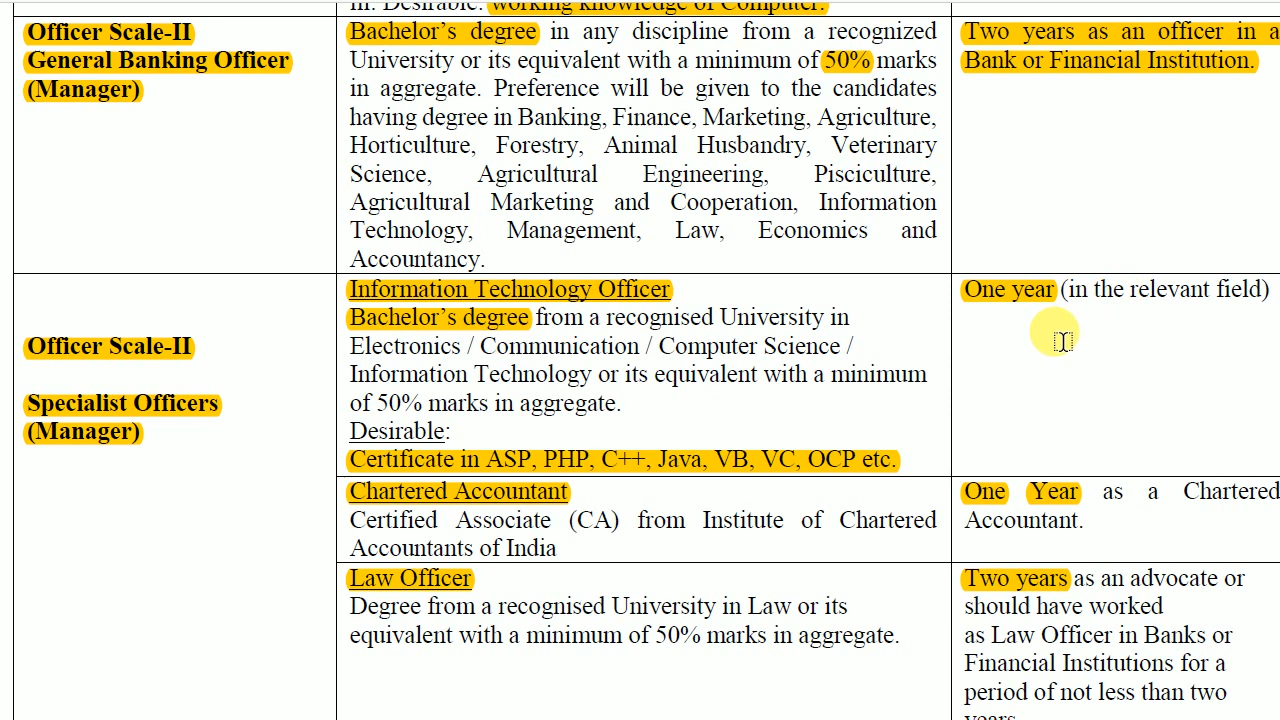 III. Desirable: working knowledge of Computer.
Officer Scale-II
General Banking Officer
(Manager)
Bachelor’s degree in any discipline from a recognized
University or its equivalent with a minimum of 50% marks
in aggregate. Preference will be given to the candidates
having degree in Banking, Finance, Marketing, Agriculture,
Horticulture, Forestry, Animal Husbandry, Veterinary
Science, Agricultural Engineering, Pisciculture,
Agricultural Marketing and Cooperation, Information
Technology, Management, Law, Economics and
Accountancy.
Two years as an officer in a
Bank or Financial Institution.
Officer Scale-II
Specialist Officers
(Manager)
Information Technology Officer
Bachelor’s degree from a recognised University in
Electronics / Communication / Computer Science /
Information Technology or its equivalent with a minimum
of 50% marks in aggregate.
Desirable:
Certificate in ASP, PHP, C++, Java, VB, VC, OCP etc.
One year (in the relevant field)
Chartered Accountant
Certified Associate (CA) from Institute of Chartered
Accountants of India
One Year as a Chartered
Accountant.
Law Officer
Degree from a recognised University in Law or its
equivalent with a minimum of 50% marks in aggregate.
Two years as an advocate or
should have worked
as Law Officer in Banks or
Financial Institutions for a
period of not less than two
years